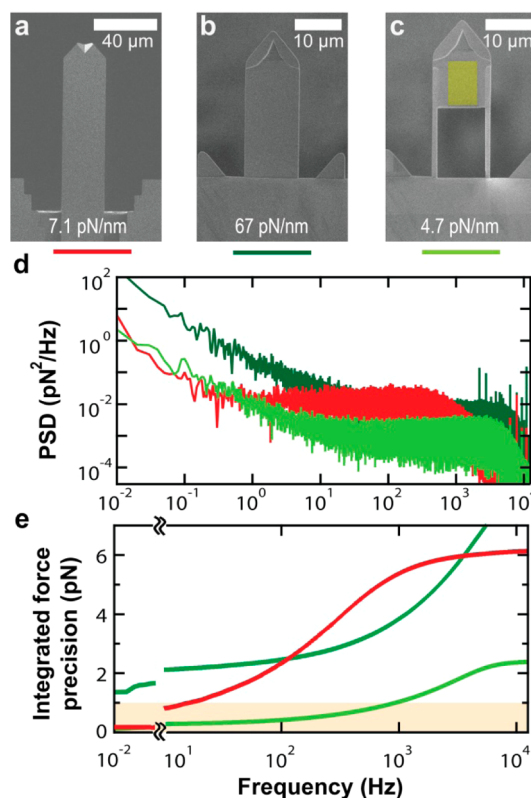 a
40 μm
7.1 pN/nm
b
10 μm
67 pN/nm
c
10 μm
4.7 pN/nm
d
PSD (pN²/Hz)
10²
10⁰
10⁻²
10⁻⁴
10⁻² 10⁻¹ 10⁰ 10¹ 10² 10³ 10⁴
e
Integrated force
precision (pN)
6
4
2
0
10⁻² 10¹ 10² 10³ 10⁴
Frequency (Hz)